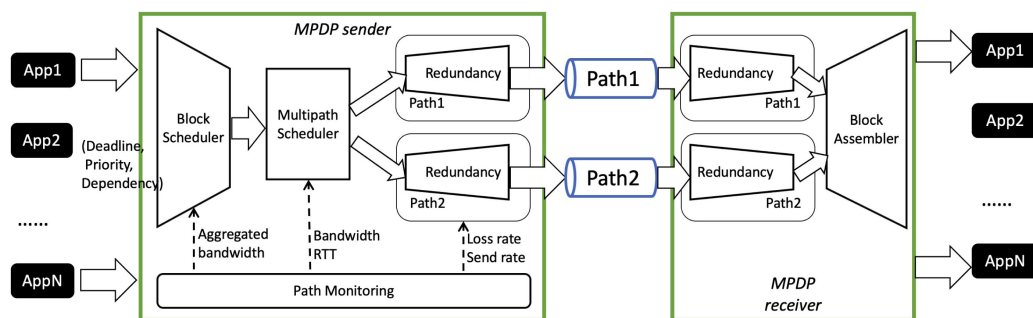 MPDP sender
App1
App2
(Deadline,
Priority,
Dependency)
......
AppN
Block
Scheduler
Multipath
Scheduler
Redundancy
Path1
Redundancy
Path2
Aggregated
bandwidth
Bandwidth
RTT
Loss rate
Send rate
Path Monitoring
Path1
Path2
Redundancy
Path1
Redundancy
Path2
Block
Assembler
MPDP
receiver
App1
App2
......
AppN